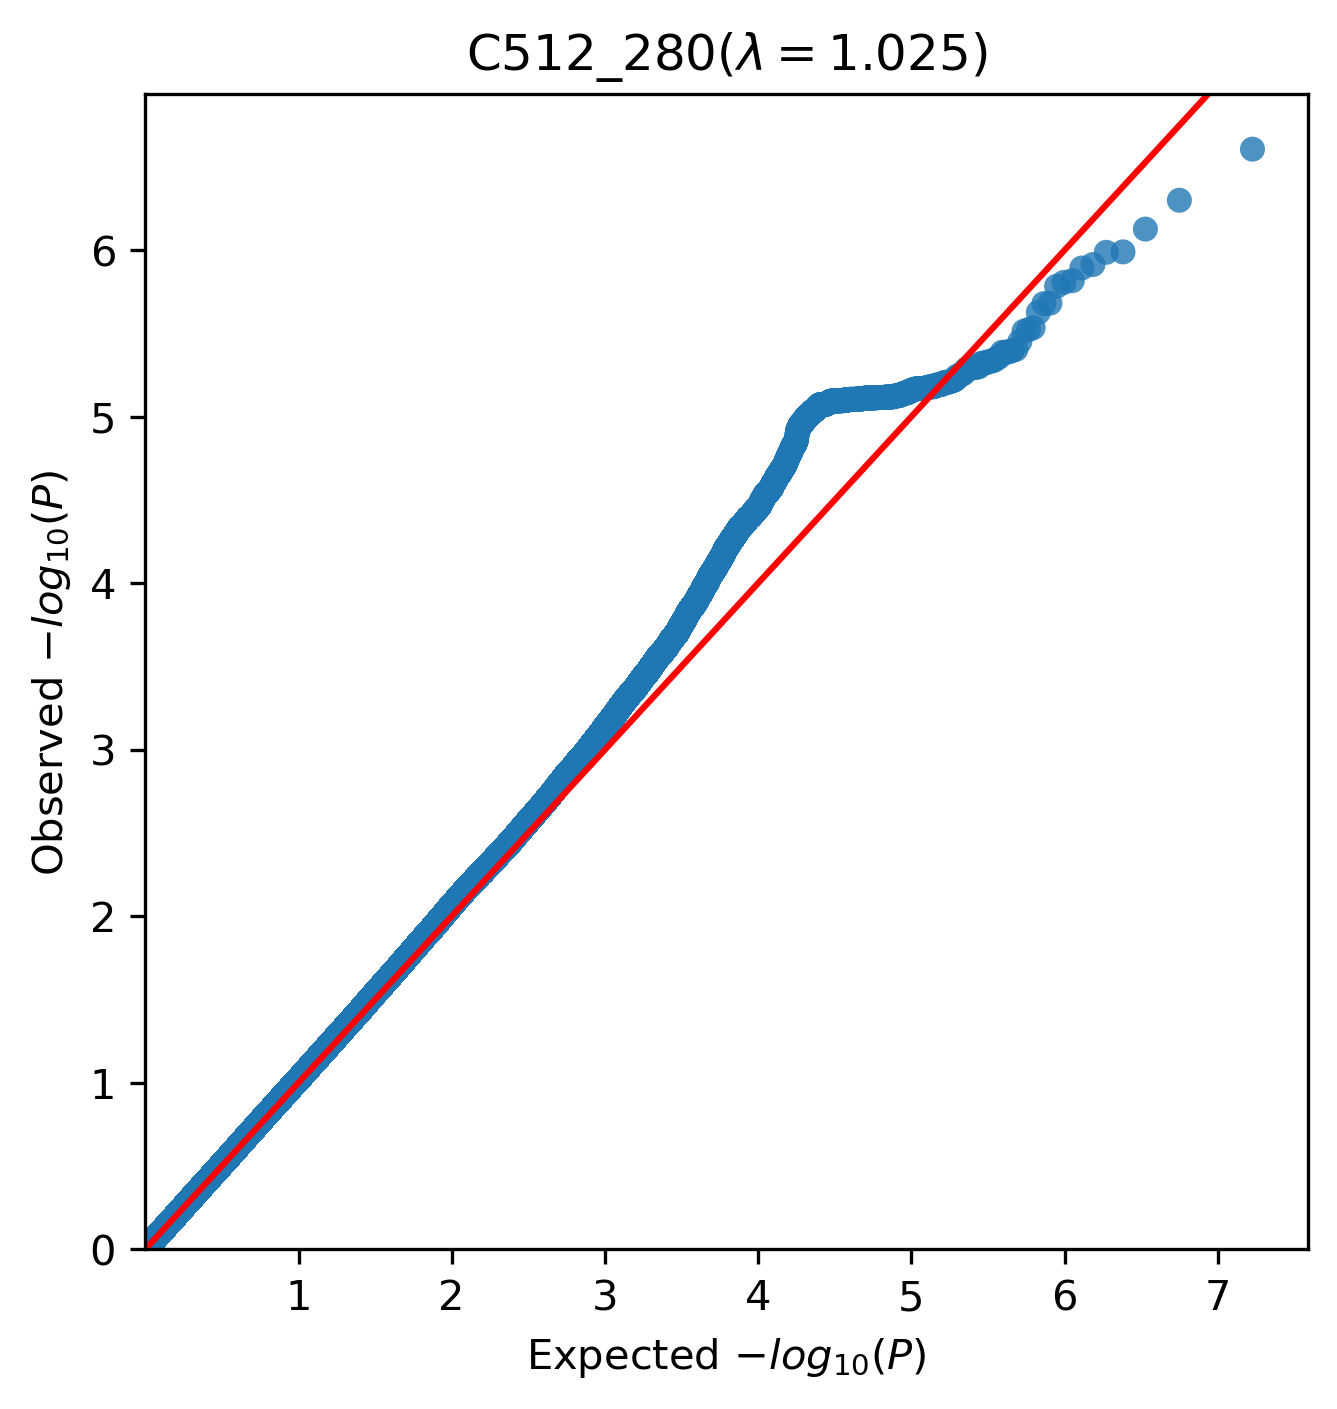 C512_280(λ = 1.025)
Observed −log₁₀(P)
6
5
4
3
2
1
0
1 2 3 4 5 6 7
Expected −log₁₀(P)